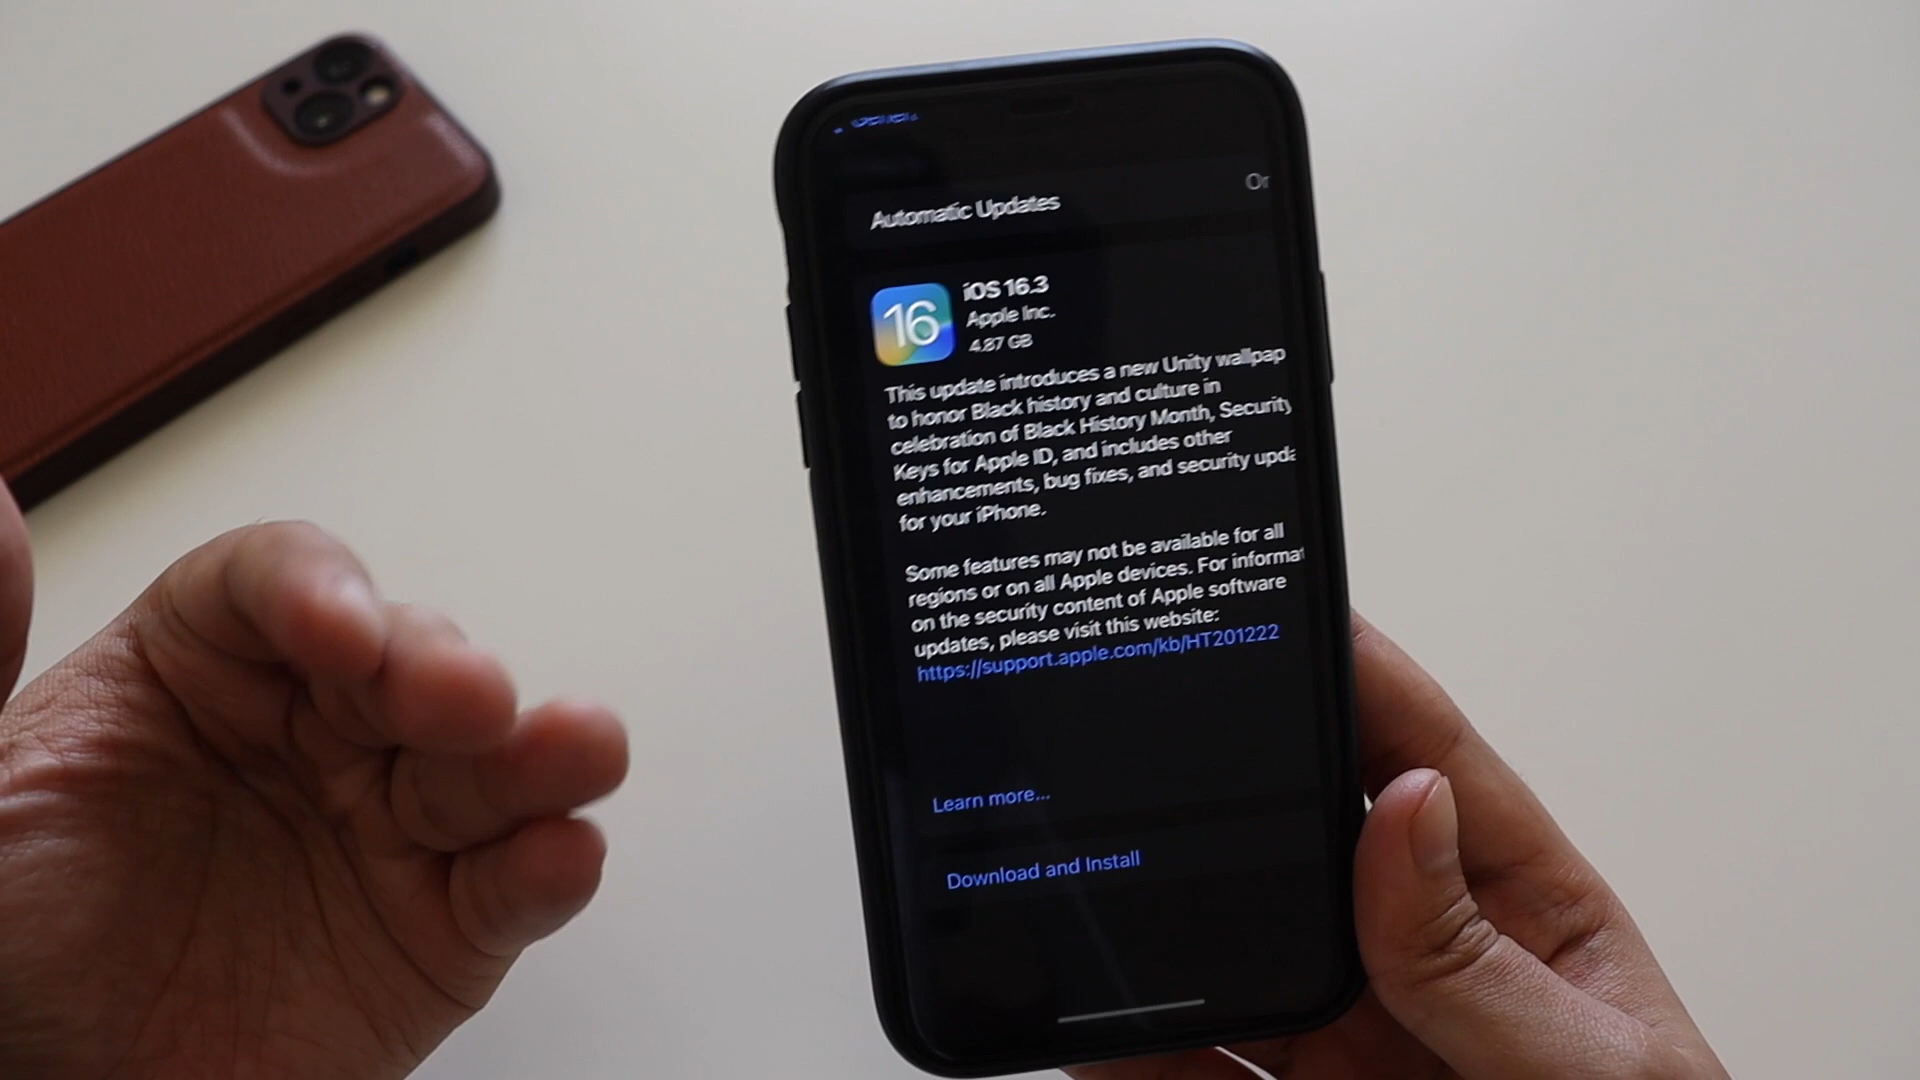 Automatic Updates
On
16
iOS 16.3
Apple Inc.
4.87 GB
This update introduces a new Unity wallpap
to honor Black history and culture in
celebration of Black History Month, Security
Keys for Apple ID, and includes other
enhancements, bug fixes, and security upda
for your iPhone.
Some features may not be available for all
regions or on all Apple devices. For informat
on the security content of Apple software
updates, please visit this website:
https://support.apple.com/kb/HT201222
Learn more...
Download and Install